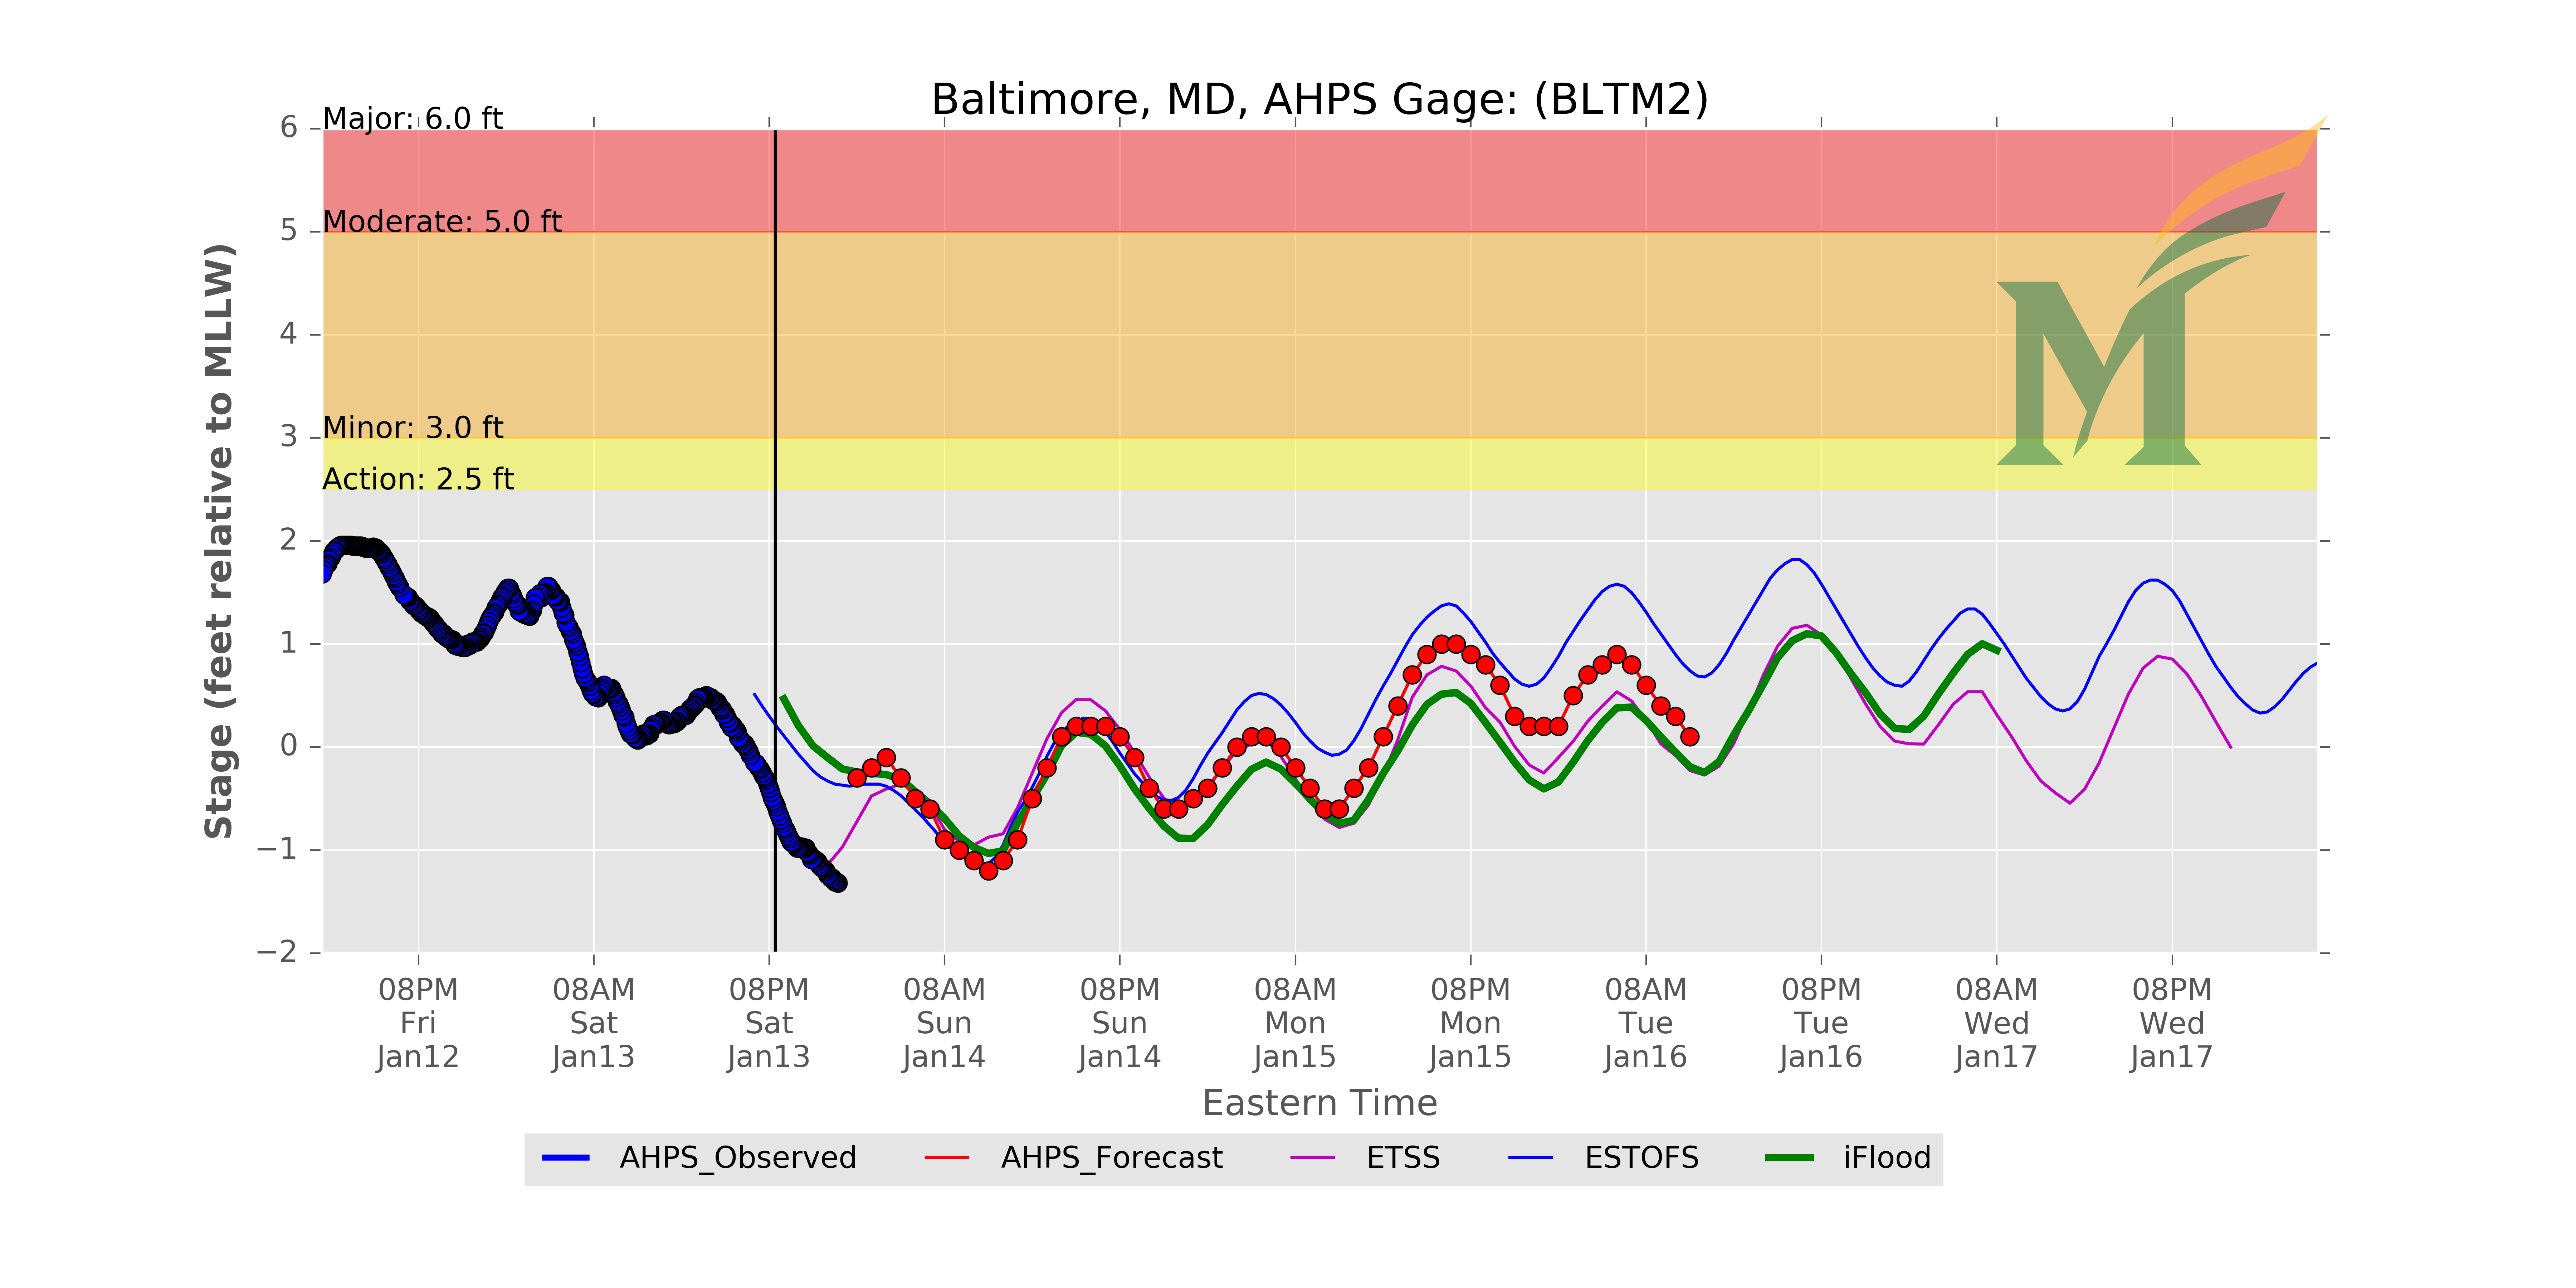 Baltimore, MD, AHPS Gage: (BLTM2)
Major: 6.0 ft
Moderate: 5.0 ft
Minor: 3.0 ft
Action: 2.5 ft
Stage (feet relative to MLLW)
6
5
4
3
2
1
0
−1
−2
08PM Fri Jan12
08AM Sat Jan13
08PM Sat Jan13
08AM Sun Jan14
08PM Sun Jan14
08AM Mon Jan15
08PM Mon Jan15
08AM Tue Jan16
08PM Tue Jan16
08AM Wed Jan17
08PM Wed Jan17
Eastern Time
AHPS_Observed
AHPS_Forecast
ETSS
ESTOFS
iFlood
M